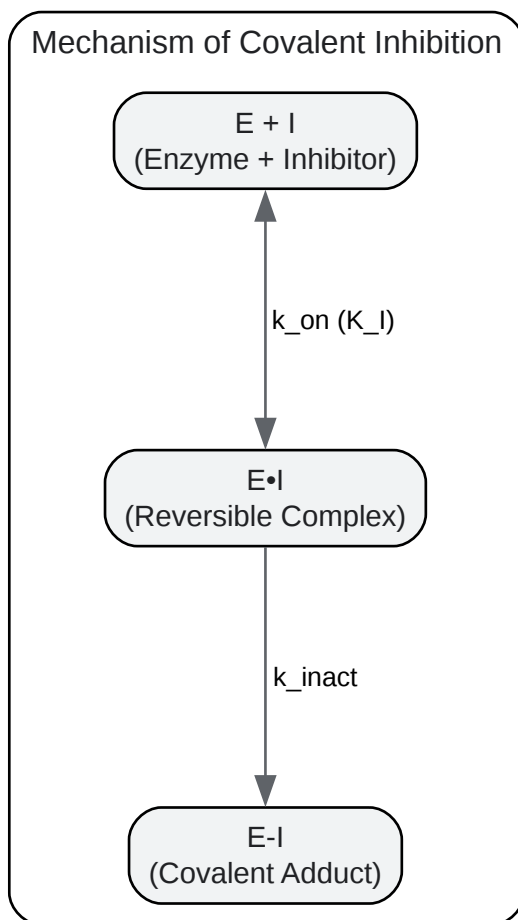 Mechanism of Covalent Inhibition
E + I
(Enzyme + Inhibitor)
k_on (K_I)
E•I
(Reversible Complex)
k_inact
E-I
(Covalent Adduct)